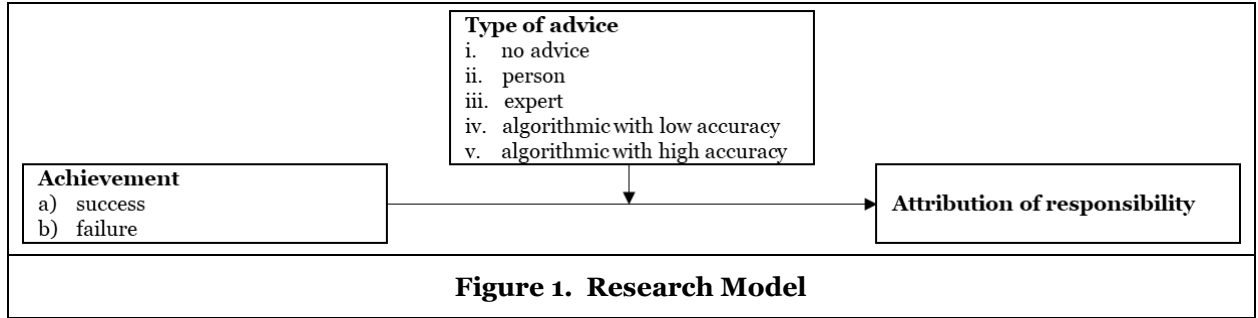 Type of advice
i. no advice
ii. person
iii. expert
iv. algorithmic with low accuracy
v. algorithmic with high accuracy
Achievement
a) success
b) failure
Attribution of responsibility
Figure 1. Research Model